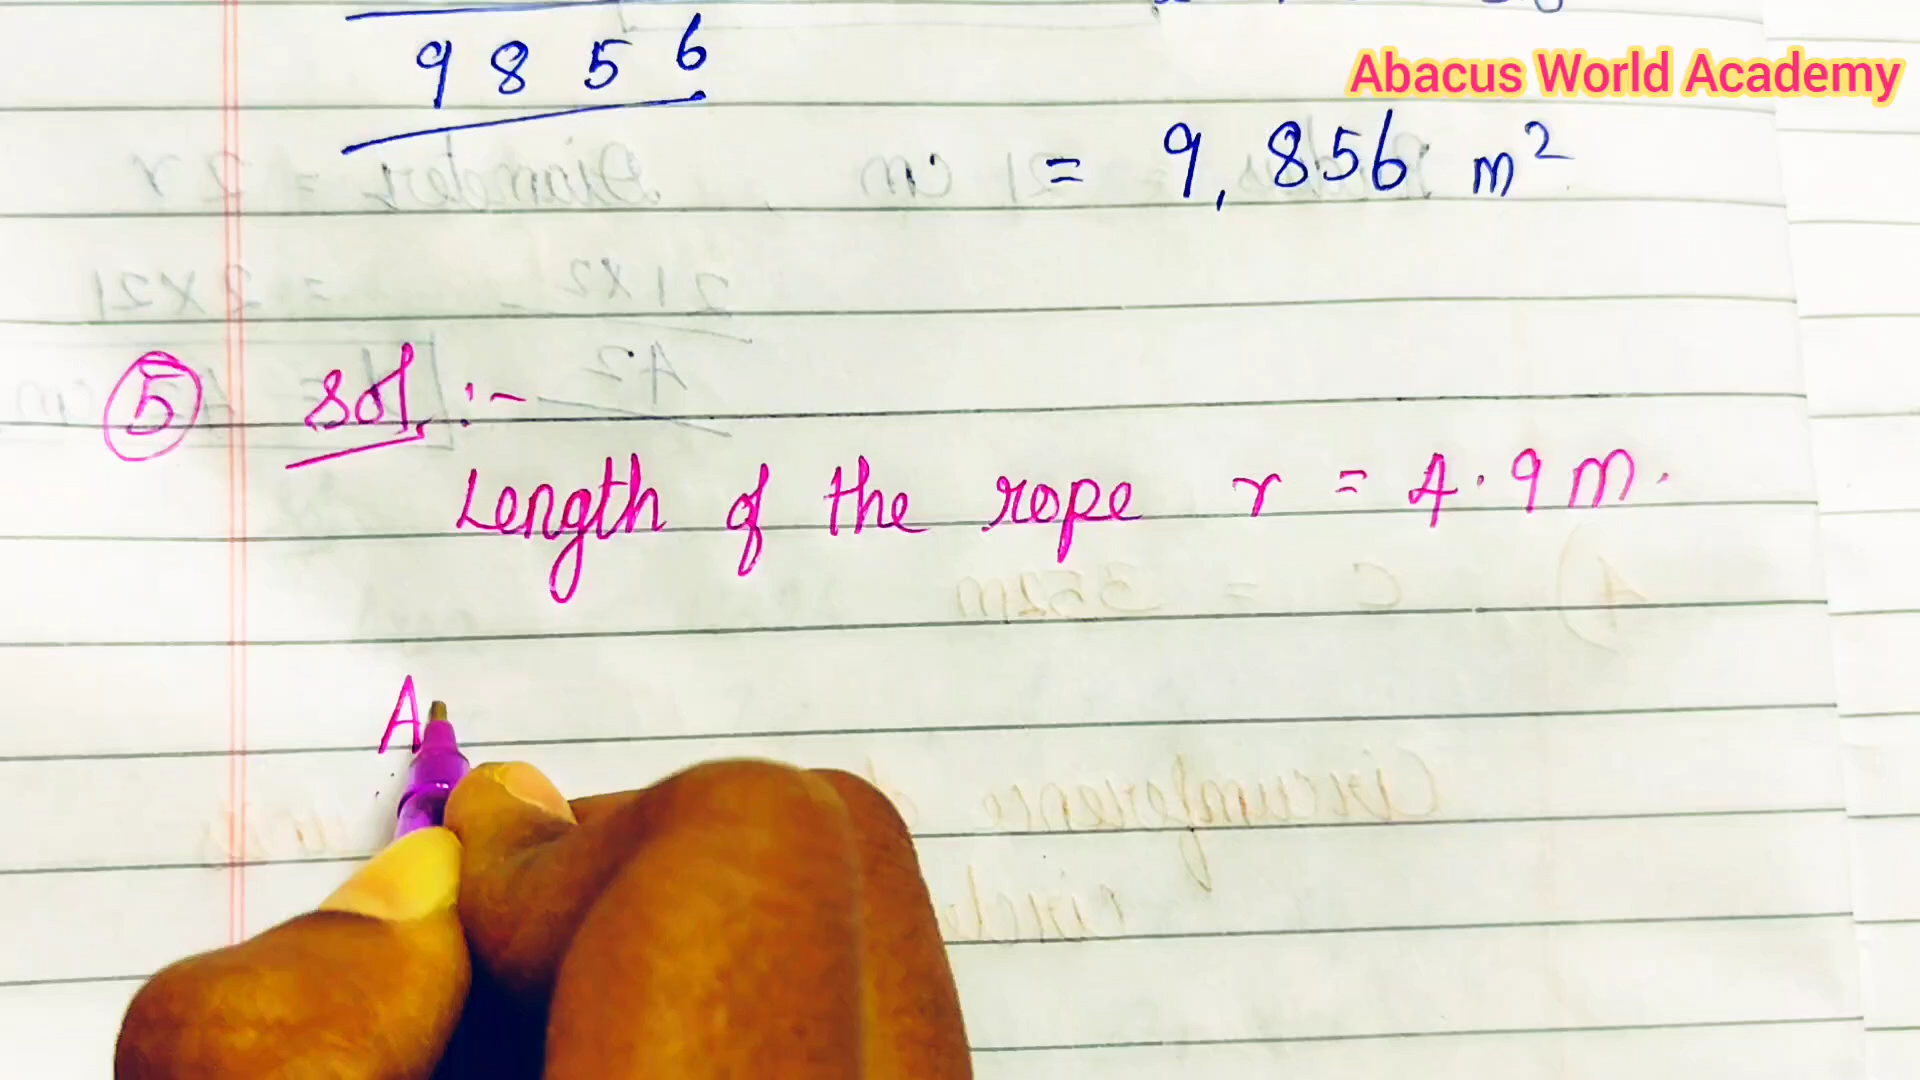 9 8 5 6
Abacus World Academy
= 9,856 m²
5 Sol :-
Length of the rope r = 4.9 m.
A